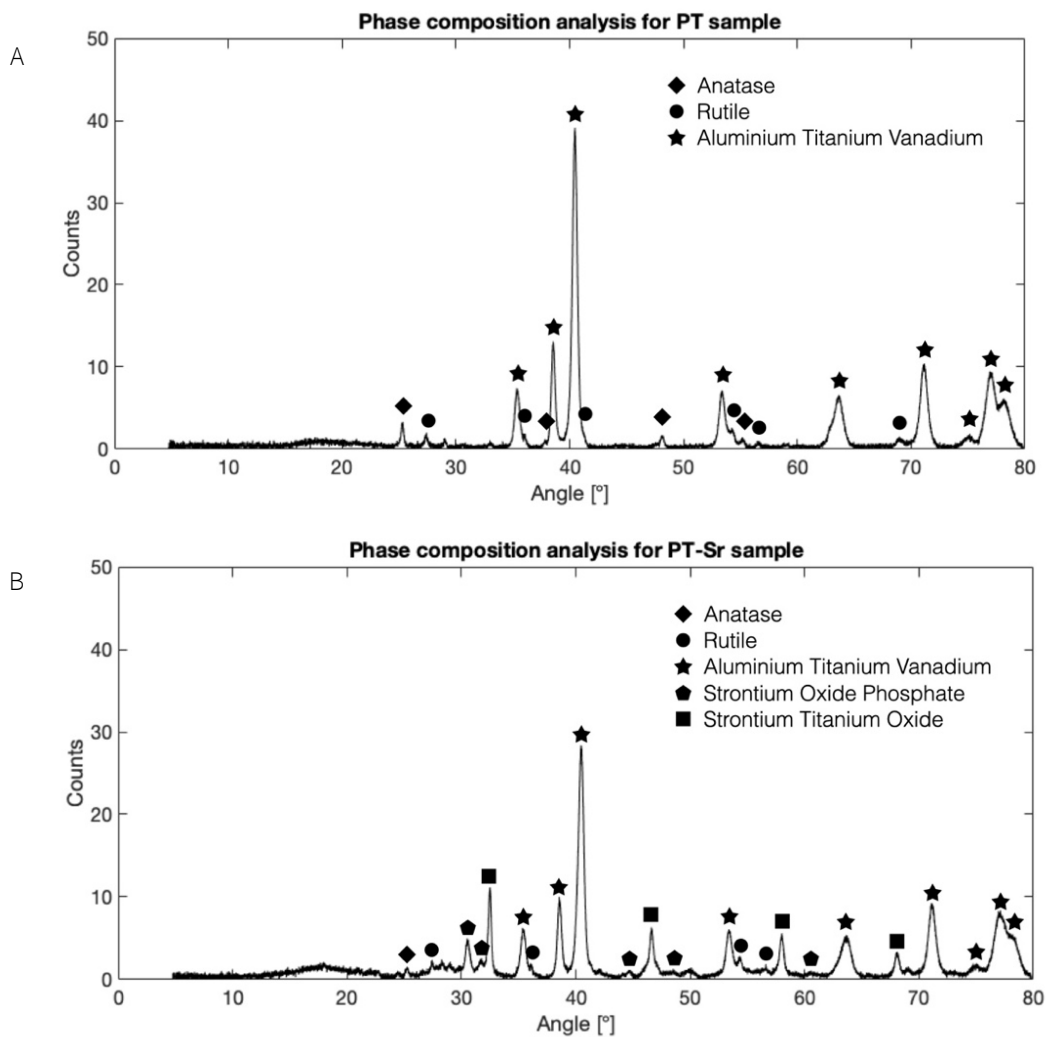 A
Phase composition analysis for PT sample
50
40
30
20
10
0
Counts
Anatase
Rutile
Aluminium Titanium Vanadium
0 10 20 30 40 50 60 70 80
Angle [°]
B
Phase composition analysis for PT-Sr sample
50
40
30
20
10
0
Counts
Anatase
Rutile
Aluminium Titanium Vanadium
Strontium Oxide Phosphate
Strontium Titanium Oxide
0 10 20 30 40 50 60 70 80
Angle [°]